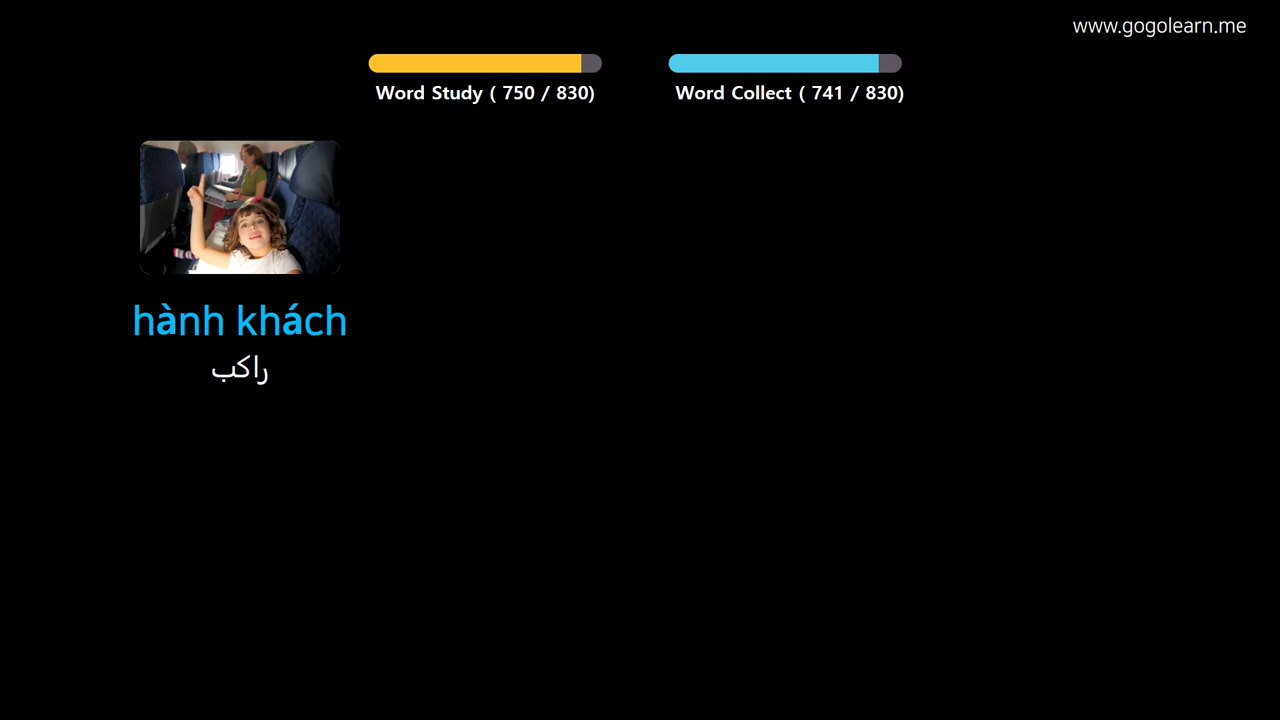 www.gogolearn.me
Word Study ( 750 / 830)
Word Collect ( 741 / 830)
hành khách
راكب